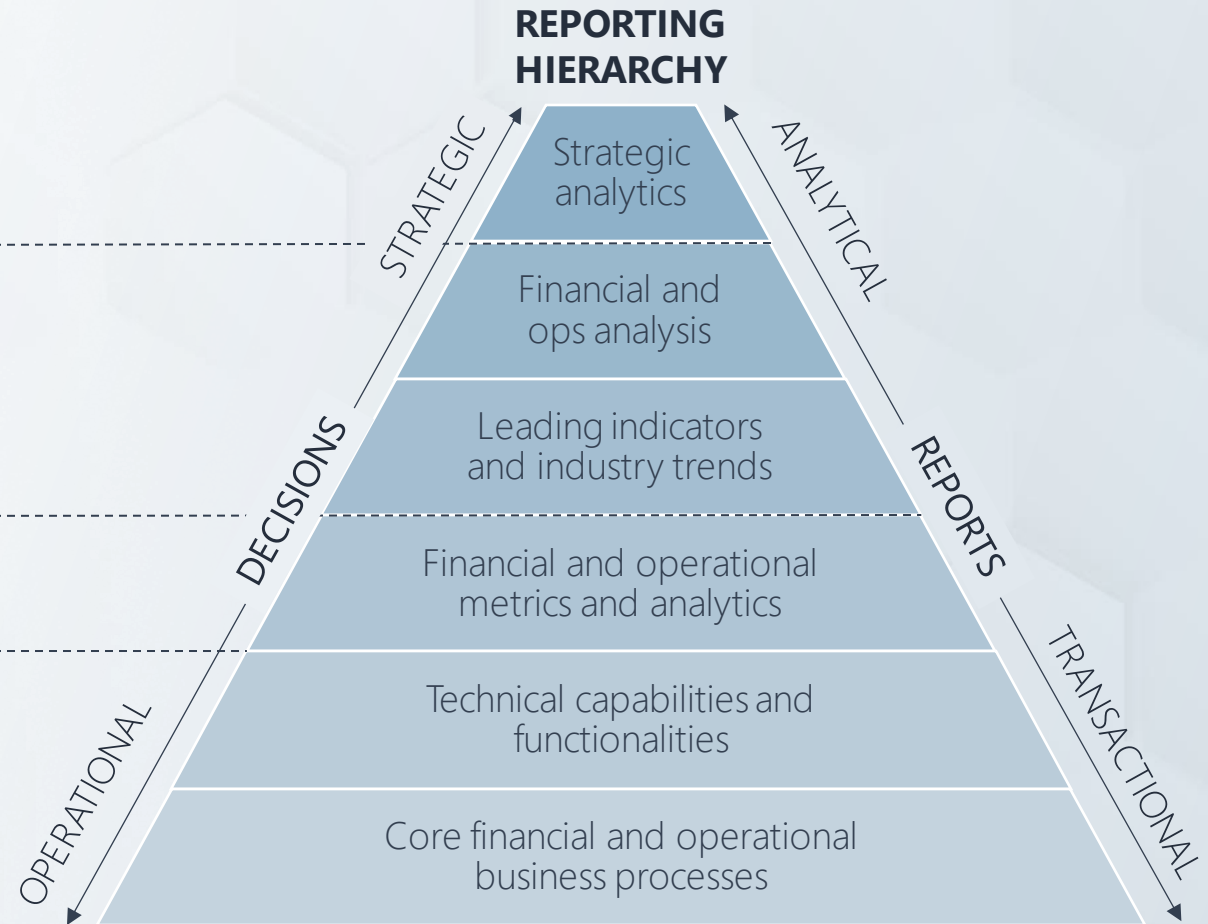 REPORTING
HIERARCHY
STRATEGIC
ANALYTICAL
Strategic
analytics
Financial and
ops analysis
Leading indicators
and industry trends
DECISIONS
REPORTS
Financial and operational
metrics and analytics
OPERATIONAL
TRANSACTIONAL
Technical capabilities and
functionalities
Core financial and operational
business processes